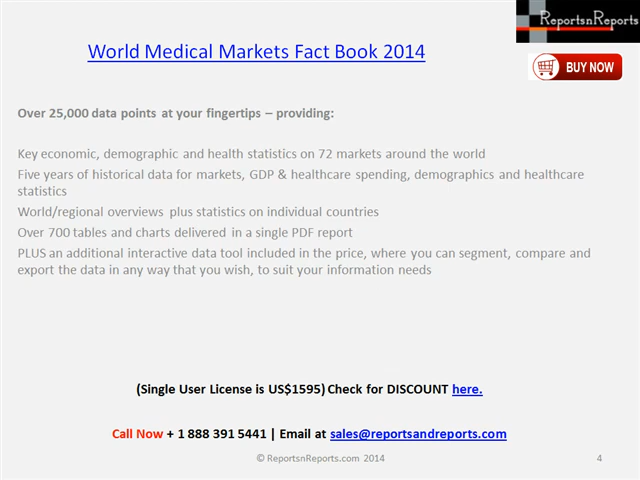 ReportsnReports
World Medical Markets Fact Book 2014
BUY NOW
Over 25,000 data points at your fingertips – providing:
Key economic, demographic and health statistics on 72 markets around the world
Five years of historical data for markets, GDP & healthcare spending, demographics and healthcare
statistics
World/regional overviews plus statistics on individual countries
Over 700 tables and charts delivered in a single PDF report
PLUS an additional interactive data tool included in the price, where you can segment, compare and
export the data in any way that you wish, to suit your information needs
(Single User License is US$1595) Check for DISCOUNT here.
Call Now + 1 888 391 5441 | Email at sales@reportsandreports.com
© ReportsnReports.com 2014
4